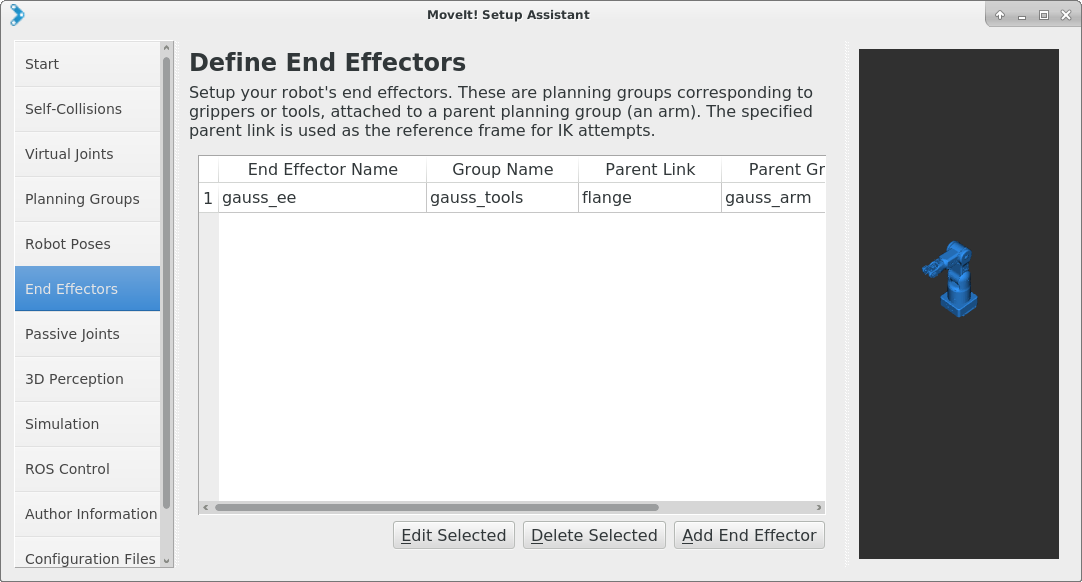 MoveIt! Setup Assistant
Start
Self-Collisions
Virtual Joints
Planning Groups
Robot Poses
End Effectors
Passive Joints
3D Perception
Simulation
ROS Control
Author Information
Configuration Files
Define End Effectors
Setup your robot's end effectors. These are planning groups corresponding to
grippers or tools, attached to a parent planning group (an arm). The specified
parent link is used as the reference frame for IK attempts.
End Effector Name Group Name Parent Link Parent Gr
1 gauss_ee gauss_tools flange gauss_arm
Edit Selected Delete Selected Add End Effector